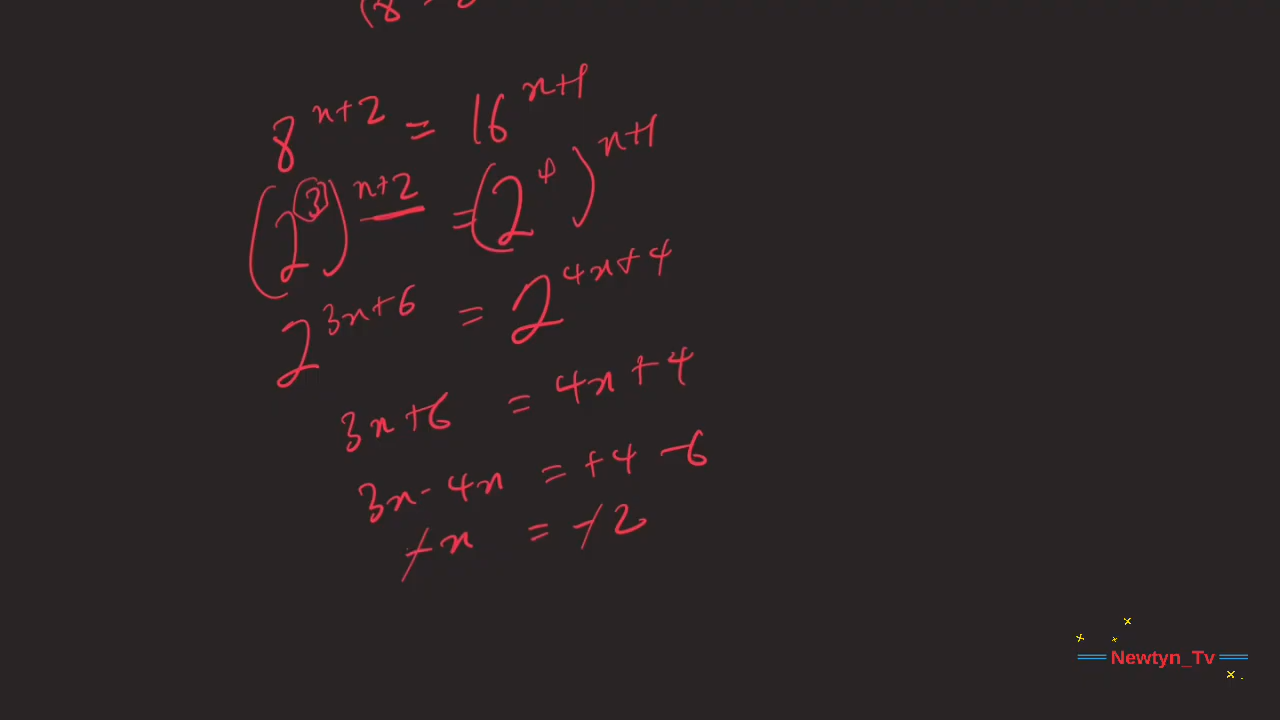 (8
8^{x+2} = 16^{x+1}
(2^3)^{x+2} = (2^4)^{x+1}
2^{3x+6} = 2^{4x+4}
3x+6 = 4x+4
3x-4x = +4-6
-x = -2
Newtyn_Tv